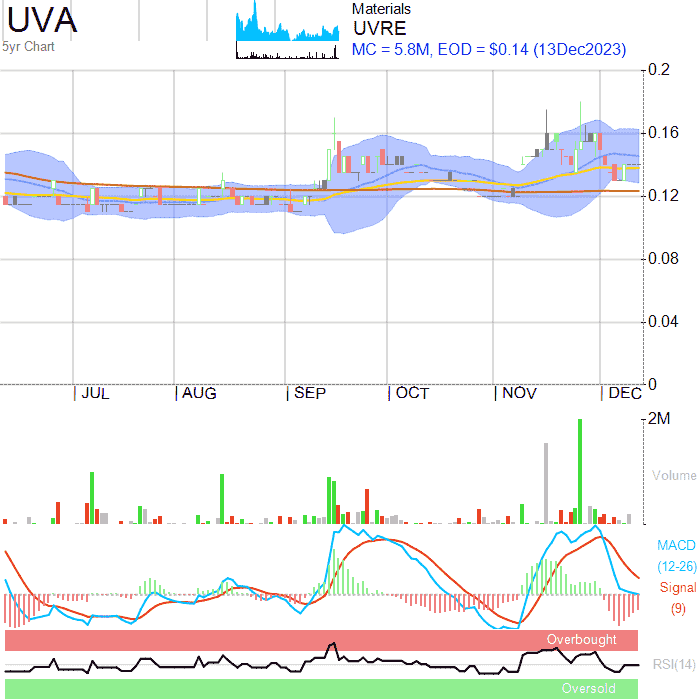 UVA
5yr Chart
Materials
UVRE
MC = 5.8M, EOD = $0.14 (13Dec2023)
0.2
0.16
0.12
0.08
0.04
0
JUL AUG SEP OCT NOV DEC
2M
Volume
MACD
(12-26)
Signal
(9)
Overbought
RSI(14)
Oversold